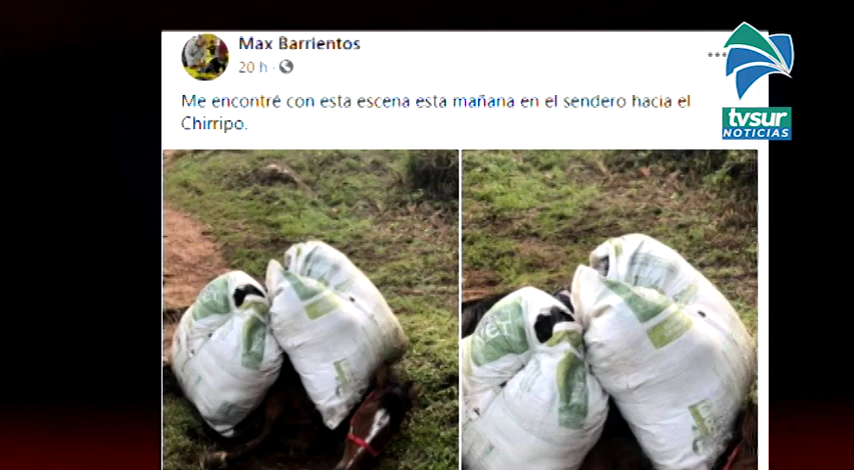 Max Barrientos
20 h
Me encontré con esta escena esta mañana en el sendero hacia el
Chirripo.
tvsur
NOTICIAS